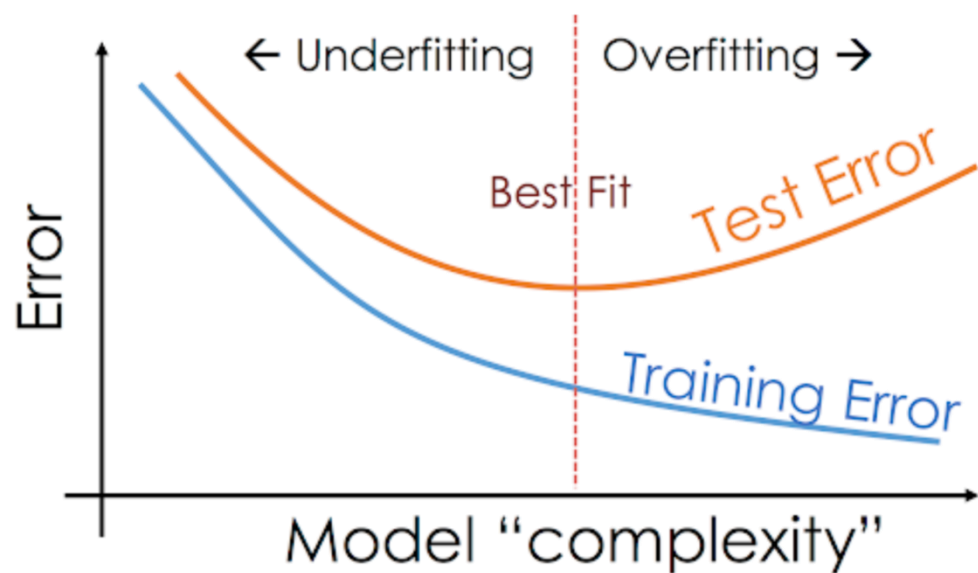 ← Underfitting
Overfitting →
Best Fit
Test Error
Error
Training Error
Model “complexity”